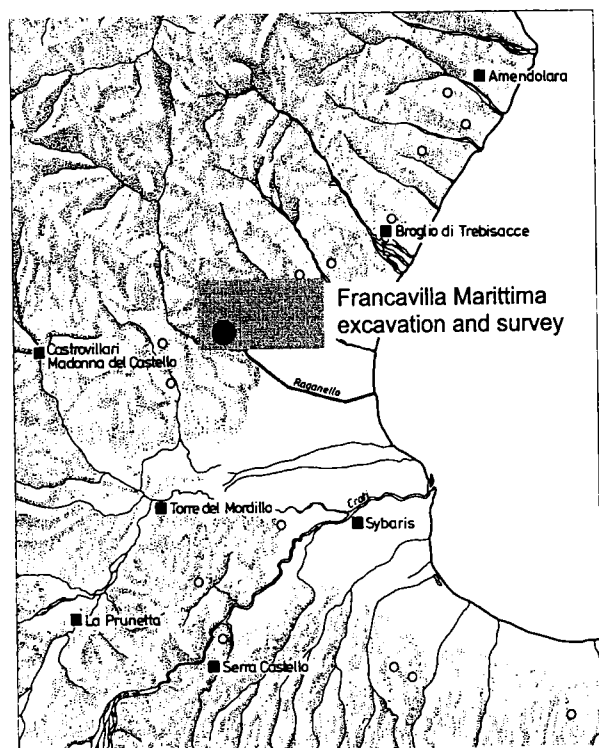 Amendolara
Broglio di Trebisacce
Francavilla Marittima
excavation and survey
Castrovillari
Madonna del Castello
Raganello
Torre del Mordillo
Crati
Sybaris
La Prunetta
Serra Castello